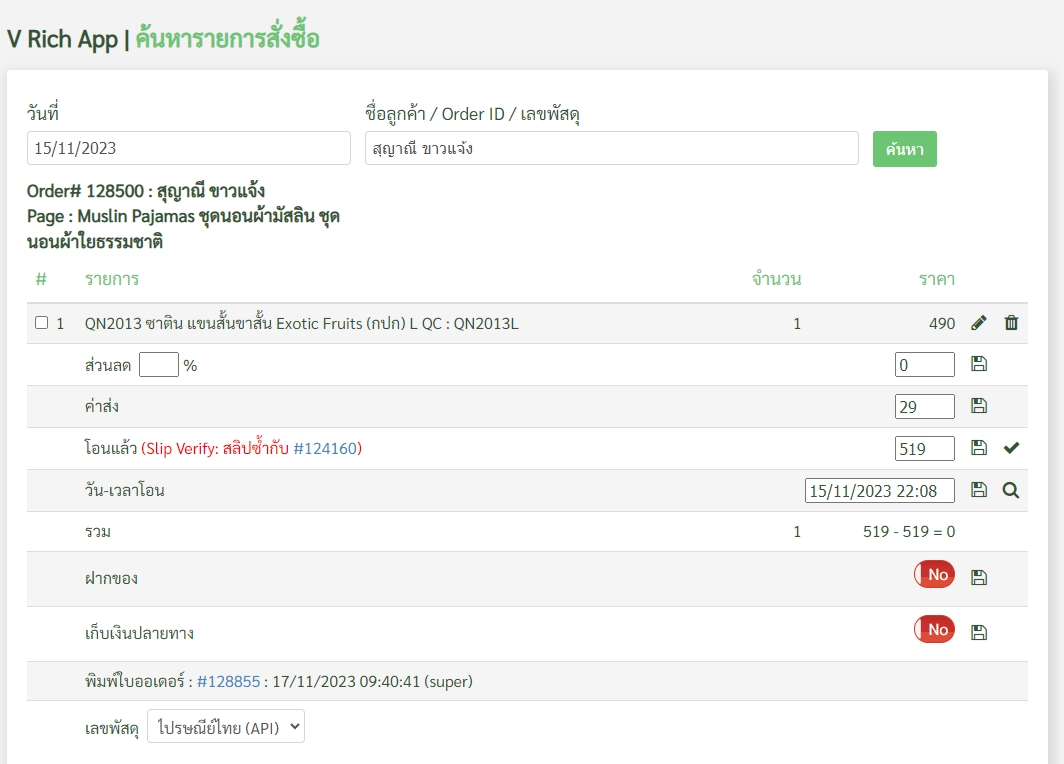 V Rich App | ค้นหารายการสั่งซื้อ
วันที่ ชื่อลูกค้า / Order ID / เลขพัสดุ
15/11/2023 สุญาณี ขาวแจ้ง ค้นหา
Order# 128500 : สุญาณี ขาวแจ้ง
Page : Muslin Pajamas ชุดนอนผ้ามัสลิน ชุด
นอนผ้าใยธรรมชาติ
# รายการ จำนวน ราคา
1 QN2013 ซาติน แขนสั้นขาสั้น Exotic Fruits (กปก) L QC : QN2013L 1 490
ส่วนลด % 0
ค่าส่ง 29
โอนแล้ว (Slip Verify: สลิปซ้ำกับ #124160) 519
วัน-เวลาโอน 15/11/2023 22:08
รวม 1 519 - 519 = 0
ฝากของ No
เก็บเงินปลายทาง No
พิมพ์ใบออเดอร์ : #128855 : 17/11/2023 09:40:41 (super)
เลขพัสดุ ไปรษณีย์ไทย (API)